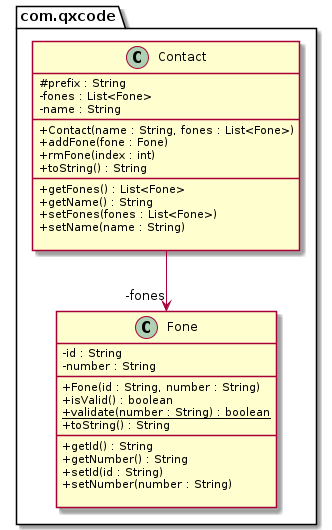 com.qxcode
C Contact
#prefix : String
-fones : List<Fone>
-name : String
+Contact(name : String, fones : List<Fone>)
+addFone(fone : Fone)
+rmFone(index : int)
+toString() : String
+getFones() : List<Fone>
+getName() : String
+setFones(fones : List<Fone>)
+setName(name : String)
-fones
C Fone
-id : String
-number : String
+Fone(id : String, number : String)
+isValid() : boolean
+validate(number : String) : boolean
+toString() : String
+getId() : String
+getNumber() : String
+setId(id : String)
+setNumber(number : String)